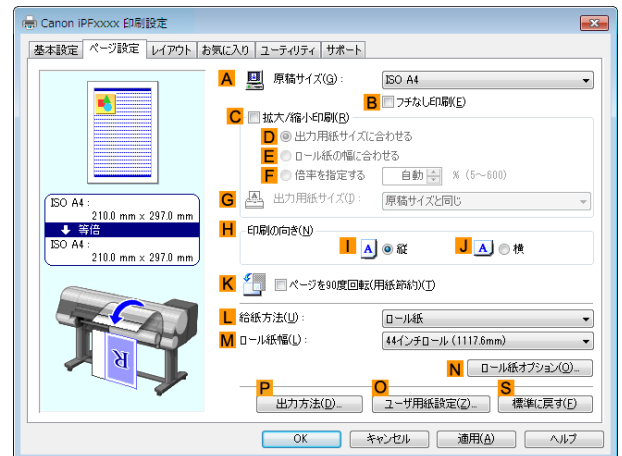 Canon iPFxxxx 印刷設定
基本設定 ページ設定 レイアウト お気に入り ユーティリティ サポート
A 原稿サイズ(G): ISO A4
B フチなし印刷(E)
C 拡大/縮小印刷(R)
D 出力用紙サイズに合わせる
E ロール紙の幅に合わせる
F 倍率を指定する 自動 % (5~600)
G 出力用紙サイズ(I): 原稿サイズと同じ
ISO A4 :
210.0 mm x 297.0 mm
等倍
ISO A4 :
210.0 mm x 297.0 mm
H 印刷の向き(N)
I A 縦 J A 横
K ページを90度回転(用紙節約)(T)
L 給紙方法(U): ロール紙
M ロール紙幅(L): 44インチロール (1117.6mm)
N ロール紙オプション(O)...
P O S
出力方法(D)... ユーザ用紙設定(Z)... 標準に戻す(F)
R
OK キャンセル 適用(A) ヘルプ